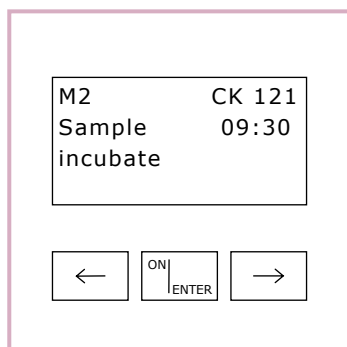 M2 CK 121
Sample 09:30
incubate
← ON ENTER →